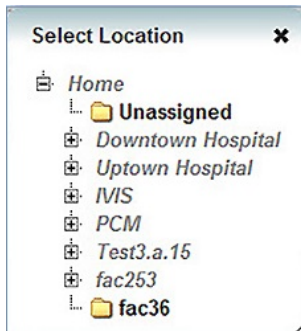 Select Location
Home
Unassigned
Downtown Hospital
Uptown Hospital
IVIS
PCM
Test3.a.15
fac253
fac36